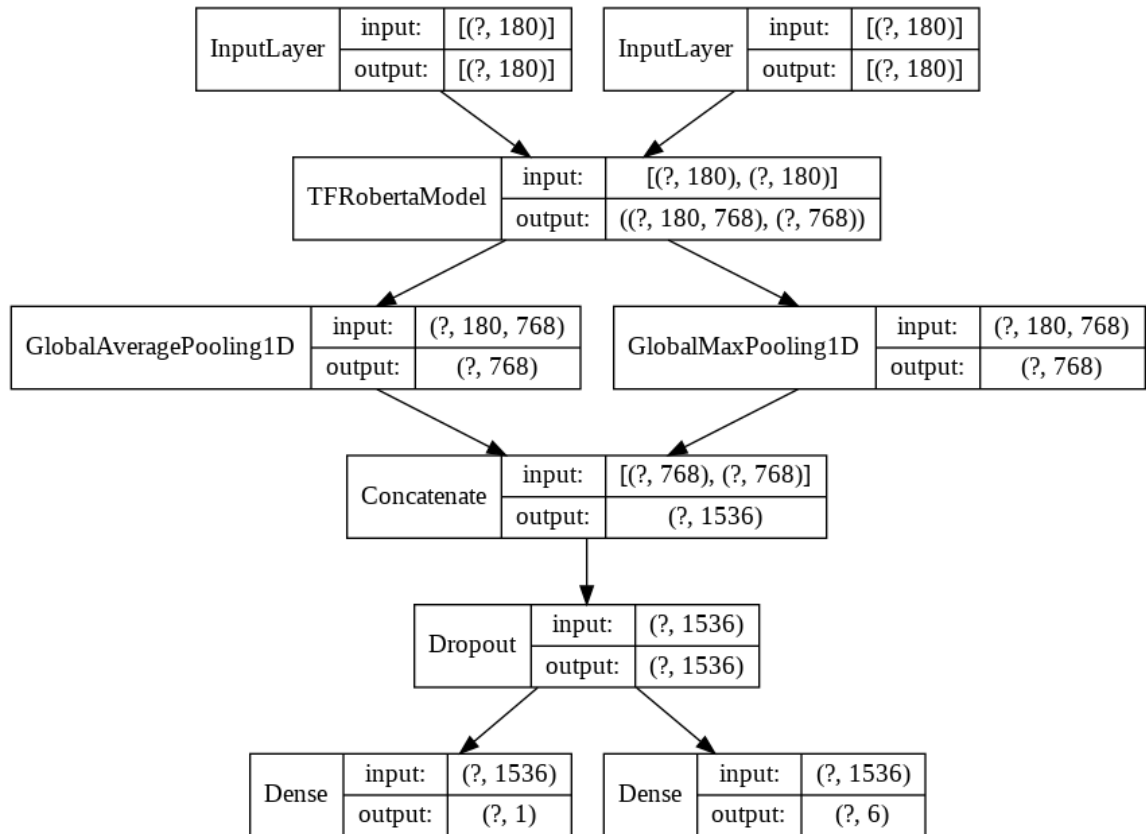 InputLayer
input: [(?, 180)]
output: [(?, 180)]
InputLayer
input: [(?, 180)]
output: [(?, 180)]
TFRobertaModel
input: [(?, 180), (?, 180)]
output: ((?, 180, 768), (?, 768))
GlobalAveragePooling1D
input: (?, 180, 768)
output: (?, 768)
GlobalMaxPooling1D
input: (?, 180, 768)
output: (?, 768)
Concatenate
input: [(?, 768), (?, 768)]
output: (?, 1536)
Dropout
input: (?, 1536)
output: (?, 1536)
Dense
input: (?, 1536)
output: (?, 1)
Dense
input: (?, 1536)
output: (?, 6)